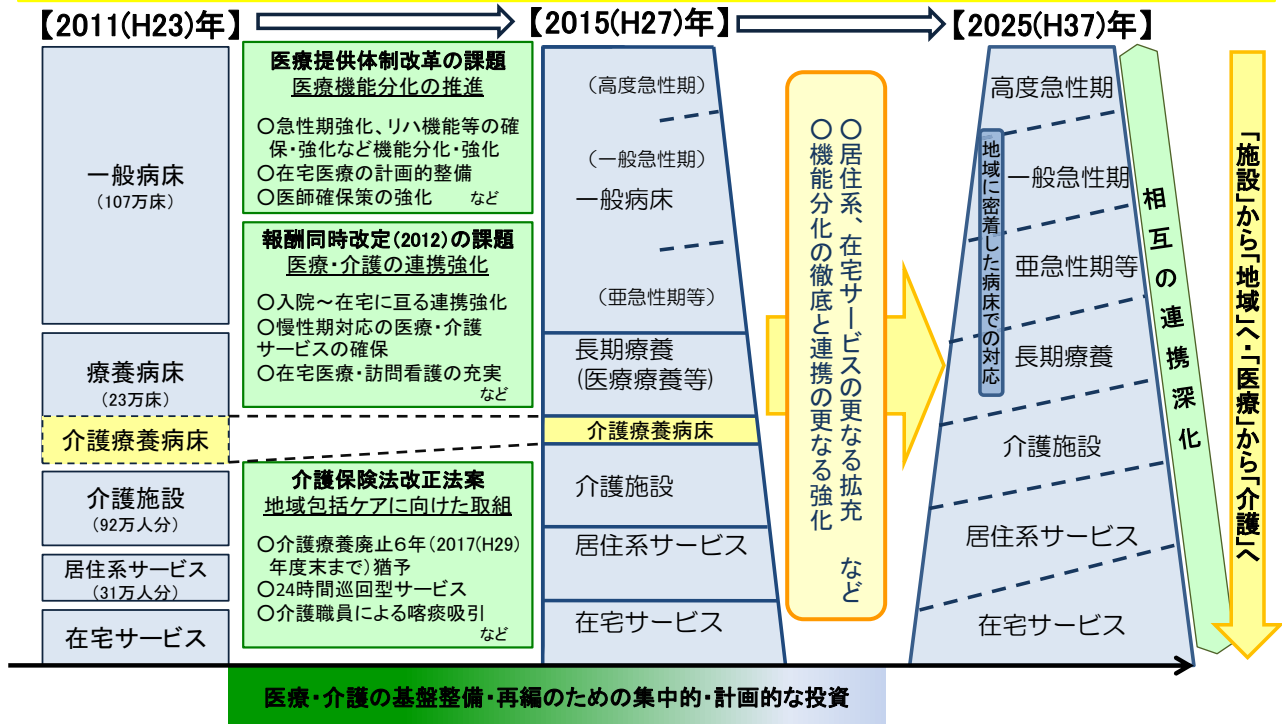 【2011(H23)年】
【2015(H27)年】
【2025(H37)年】
一般病床
(107万床)
療養病床
(23万床)
介護療養病床
介護施設
(92万人分)
居住系サービス
(31万人分)
在宅サービス
医療提供体制改革の課題
医療機能分化の推進
○急性期強化、リハ機能等の確
保・強化など機能分化・強化
○在宅医療の計画的整備
○医師確保策の強化 など
報酬同時改定(2012)の課題
医療・介護の連携強化
○入院～在宅に亘る連携強化
○慢性期対応の医療・介護
サービスの確保
○在宅医療・訪問看護の充実
など
介護保険法改正法案
地域包括ケアに向けた取組
○介護療養廃止6年(2017(H29)
年度末まで)猶予
○24時間巡回型サービス
○介護職員による喀痰吸引
など
(高度急性期)
(一般急性期)
一般病床
(亜急性期等)
長期療養
(医療療養等)
介護療養病床
介護施設
居住系サービス
在宅サービス
○居住系、在宅サービスの更なる拡充 など
○機能分化の徹底と連携の更なる強化
高度急性期
一般急性期
亜急性期等
長期療養
介護施設
居住系サービス
在宅サービス
地域に密着した病床での対応
相互の連携深化
「施設」から「地域」へ・「医療」から「介護」へ
医療・介護の基盤整備・再編のための集中的・計画的な投資